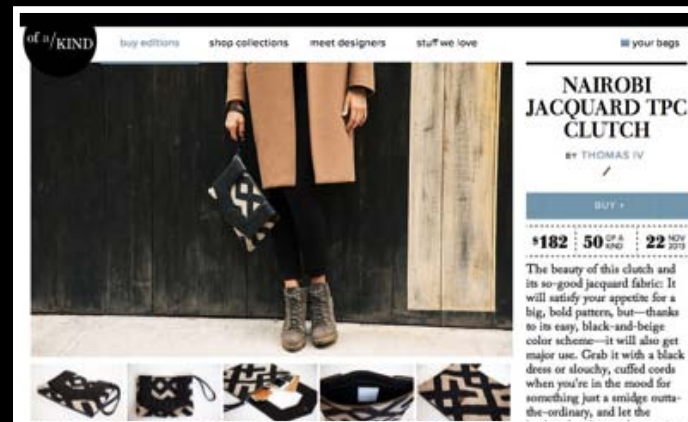 of a/KIND
buy editions shop collections meet designers stuff we love your bags
NAIROBI
JACQUARD TPC
CLUTCH
BY THOMAS IV
BUY
$182 50 OF A KIND 22 NOV 2013
The beauty of this clutch and
its so-good jacquard fabric: It
will satisfy your appetite for a
big, bold pattern, but—thanks
to its easy, black-and-beige
color scheme—it will also get
major use. Grab it with a black
dress or slouchy, cuffed cords
when you're in the mood for
something just a smidge outta-
the-ordinary, and let the